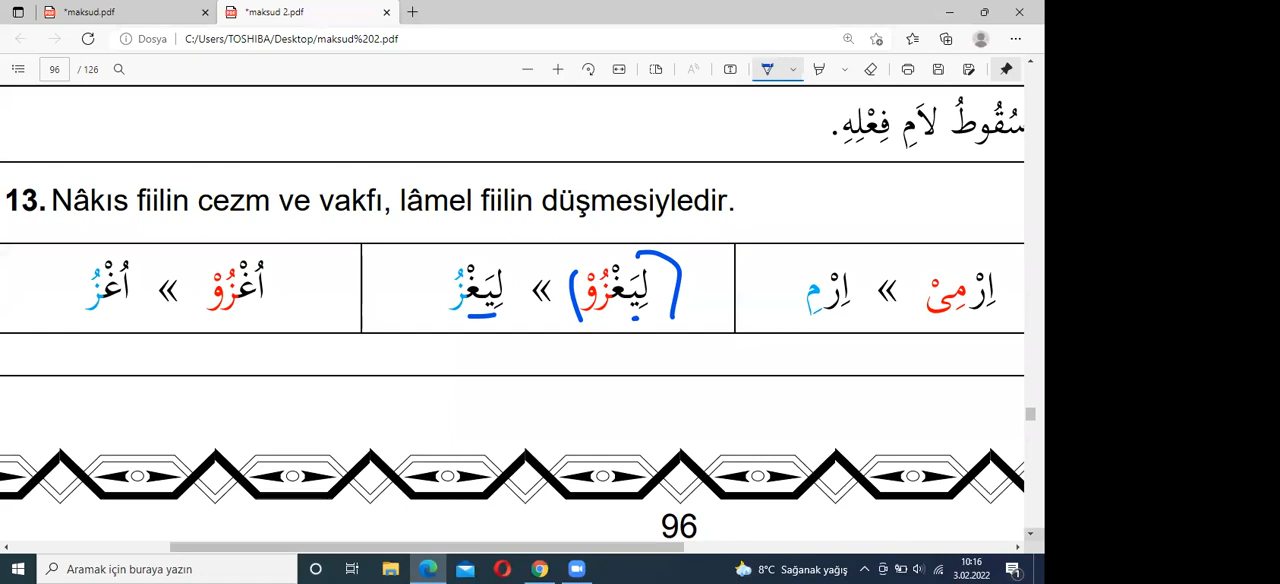 *maksud.pdf
*maksud 2.pdf
Dosya C:/Users/TOSHIBA/Desktop/maksud%202.pdf
96 / 126
سُقُوطُ لَامِ فِعْلِهِ.
13. Nâkıs fiilin cezm ve vakfı, lâmel fiilin düşmesiyledir.
اِرْمِىْ » اِرْمِ
(لِيَغْزُوْ) » لِيَغْزُ
اُغْزُوْ » اُغْزُ
96
Aramak için buraya yazın
8°C Sağanak yağış
10:16
3.02.2022
1